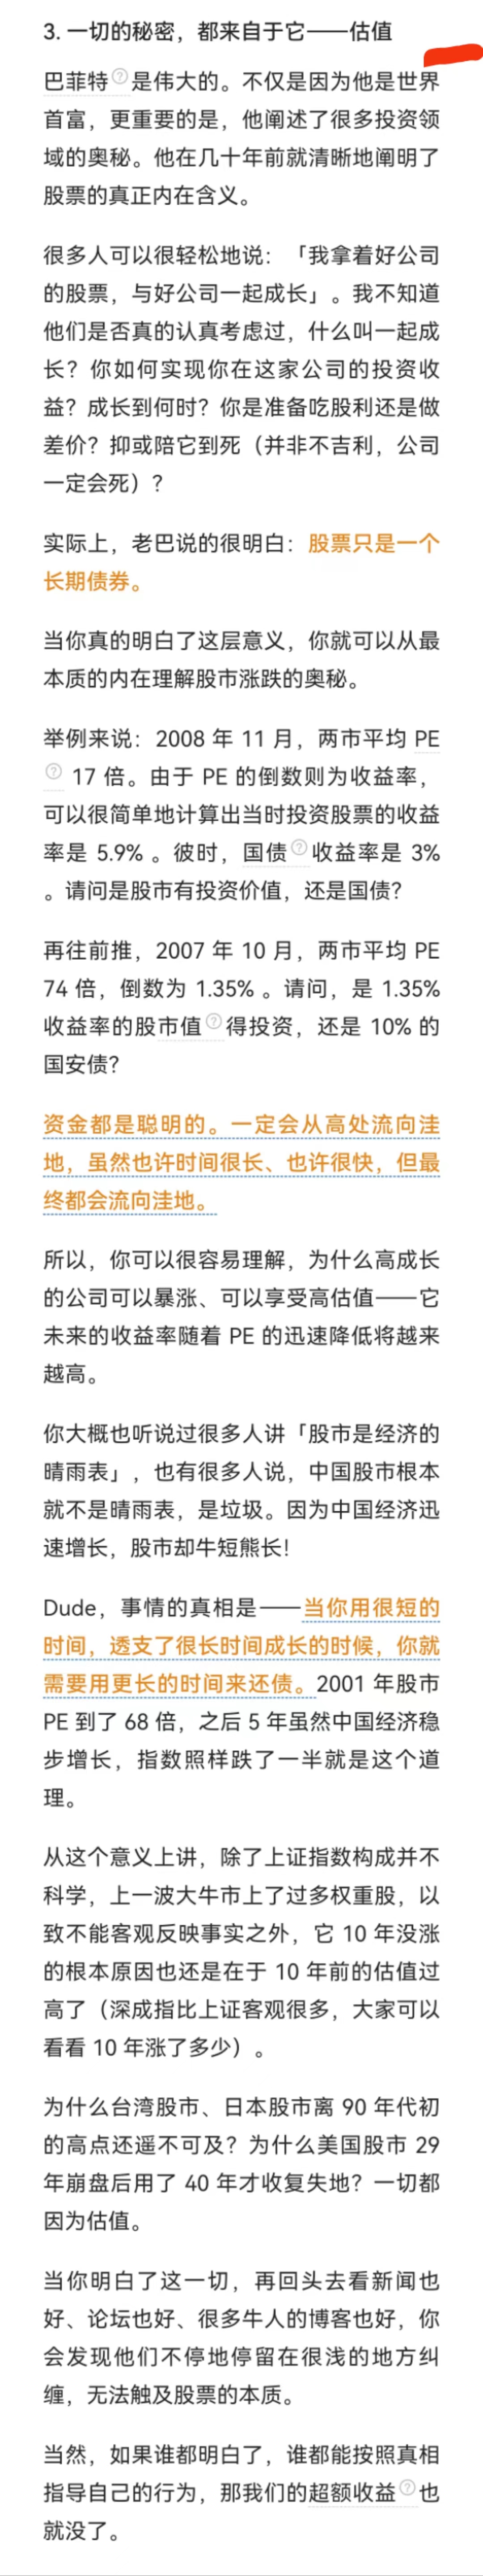 3. 一切的秘密，都来自于它——估值
巴菲特是伟大的。不仅是因为他是世界
首富，更重要的是，他阐述了很多投资领
域的奥秘。他在几十年前就清晰地阐明了
股票的真正内在含义。
很多人可以很轻松地说：「我拿着好公司
的股票，与好公司一起成长」。我不知道
他们是否真的认真考虑过，什么叫一起成
长？你如何实现你在这家公司的投资收
益？成长到何时？你是准备吃股利还是做
差价？抑或陪它到死（并非不吉利，公司
一定会死）？
实际上，老巴说的很明白：股票只是一个
长期债券。
当你真的明白了这层意义，你就可以从最
本质的内在理解股市涨跌的奥秘。
举例来说：2008 年 11 月，两市平均 PE
17 倍。由于 PE 的倒数则为收益率，
可以很简单地计算出当时投资股票的收益
率是 5.9% 。彼时，国债收益率是 3%
。请问是股市有投资价值，还是国债？
再往前推，2007 年 10 月，两市平均 PE
74 倍，倒数为 1.35% 。请问，是 1.35%
收益率的股市值得投资，还是 10% 的
国安债？
资金都是聪明的。一定会从高处流向洼
地，虽然也许时间很长、也许很快，但最
终都会流向洼地。
所以，你可以很容易理解，为什么高成长
的公司可以暴涨、可以享受高估值——它
未来的收益率随着 PE 的迅速降低将越来
越高。
你大概也听说过很多人讲「股市是经济的
晴雨表」，也有很多人说，中国股市根本
就不是晴雨表，是垃圾。因为中国经济迅
速增长，股市却牛短熊长！
Dude，事情的真相是——当你用很短的
时间，透支了很长时间成长的时候，你就
需要用更长的时间来还债。2001 年股市
PE 到了 68 倍，之后 5 年虽然中国经济稳
步增长，指数照样跌了一半就是这个道
理。
从这个意义上讲，除了上证指数构成并不
科学，上一波大牛市上了过多权重股，以
致不能客观反映事实之外，它 10 年没涨
的根本原因也还是在于 10 年前的估值过
高了（深成指比上证客观很多，大家可以
看看 10 年涨了多少）。
为什么台湾股市、日本股市离 90 年代初
的高点还遥不可及？为什么美国股市 29
年崩盘后用了 40 年才收复失地？一切都
因为估值。
当你明白了这一切，再回头去看新闻也
好、论坛也好、很多牛人的博客也好，你
会发现他们不停地停留在很浅的地方纠
缠，无法触及股票的本质。
当然，如果谁都明白了，谁都能按照真相
指导自己的行为，那我们的超额收益也
就没了。